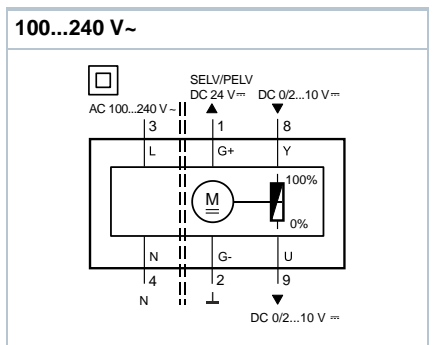 100...240 V~
SELV/PELV
DC 24 V⎓ DC 0/2...10 V⎓
AC 100...240 V~
3 1 8
L G+ Y
100%
M
0%
N G- U
4 2 9
N
DC 0/2...10 V ⎓